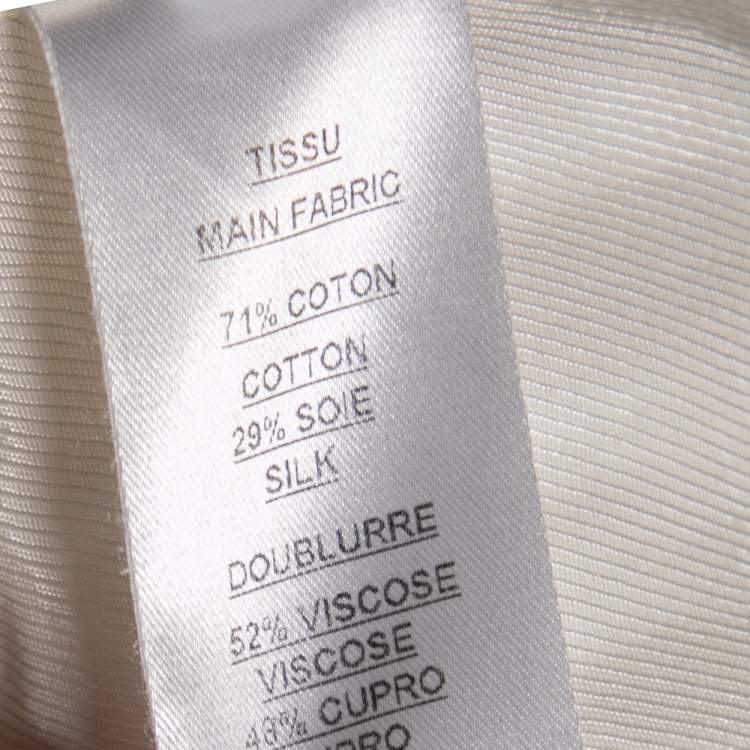 TISSU
MAIN FABRIC
71% COTON
COTTON
29% SOIE
SILK
DOUBLURRE
52% VISCOSE
VISCOSE
48% CUPRO